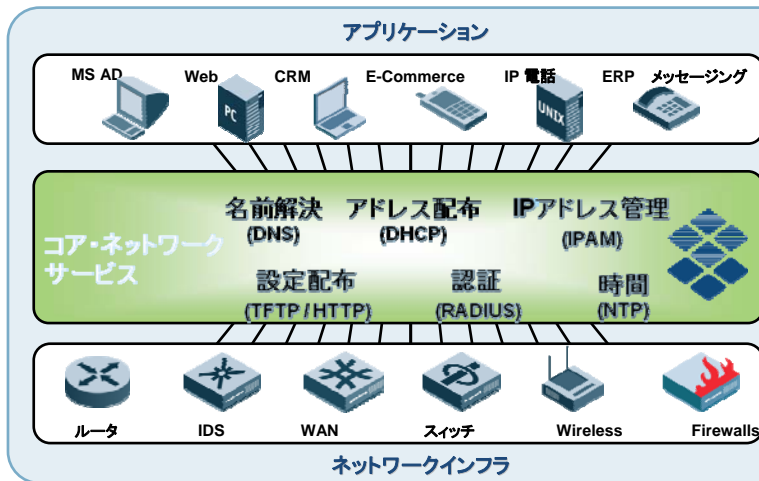 アプリケーション
MS AD Web CRM E-Commerce IP 電話 ERP メッセージング
PC UNIX
名前解決 アドレス配布 IPアドレス管理
(DNS) (DHCP) (IPAM)
コア・ネットワーク
サービス
設定配布 認証 時間
(TFTP/HTTP) (RADIUS) (NTP)
ルータ IDS WAN スィッチ Wireless Firewalls
ネットワークインフラ